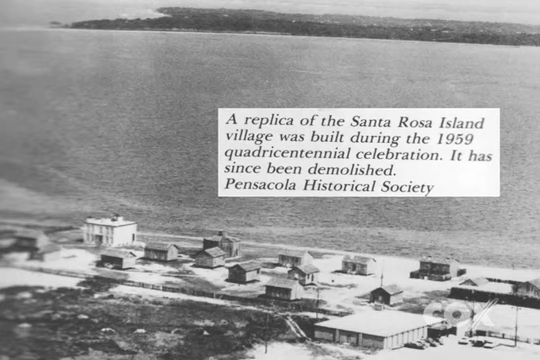 A replica of the Santa Rosa Island
village was built during the 1959
quadricentennial celebration. It has
since been demolished.
Pensacola Historical Society
COX